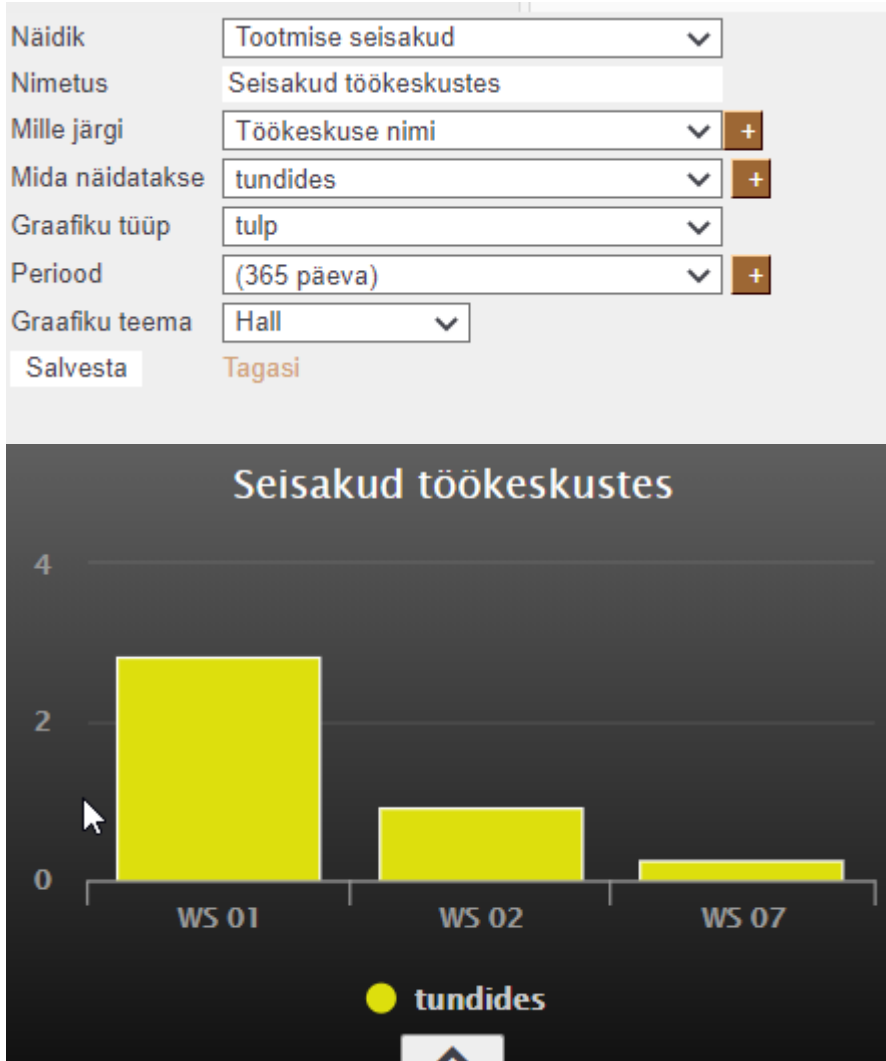 Näidik Tootmise seisakud
Nimetus Seisakud töökeskustes
Mille järgi Töökeskuse nimi +
Mida näidatakse tundides +
Graafiku tüüp tulp
Periood (365 päeva) +
Graafiku teema Hall
Salvesta Tagasi
Seisakud töökeskustes
4
2
0
WS 01 WS 02 WS 07
tundides